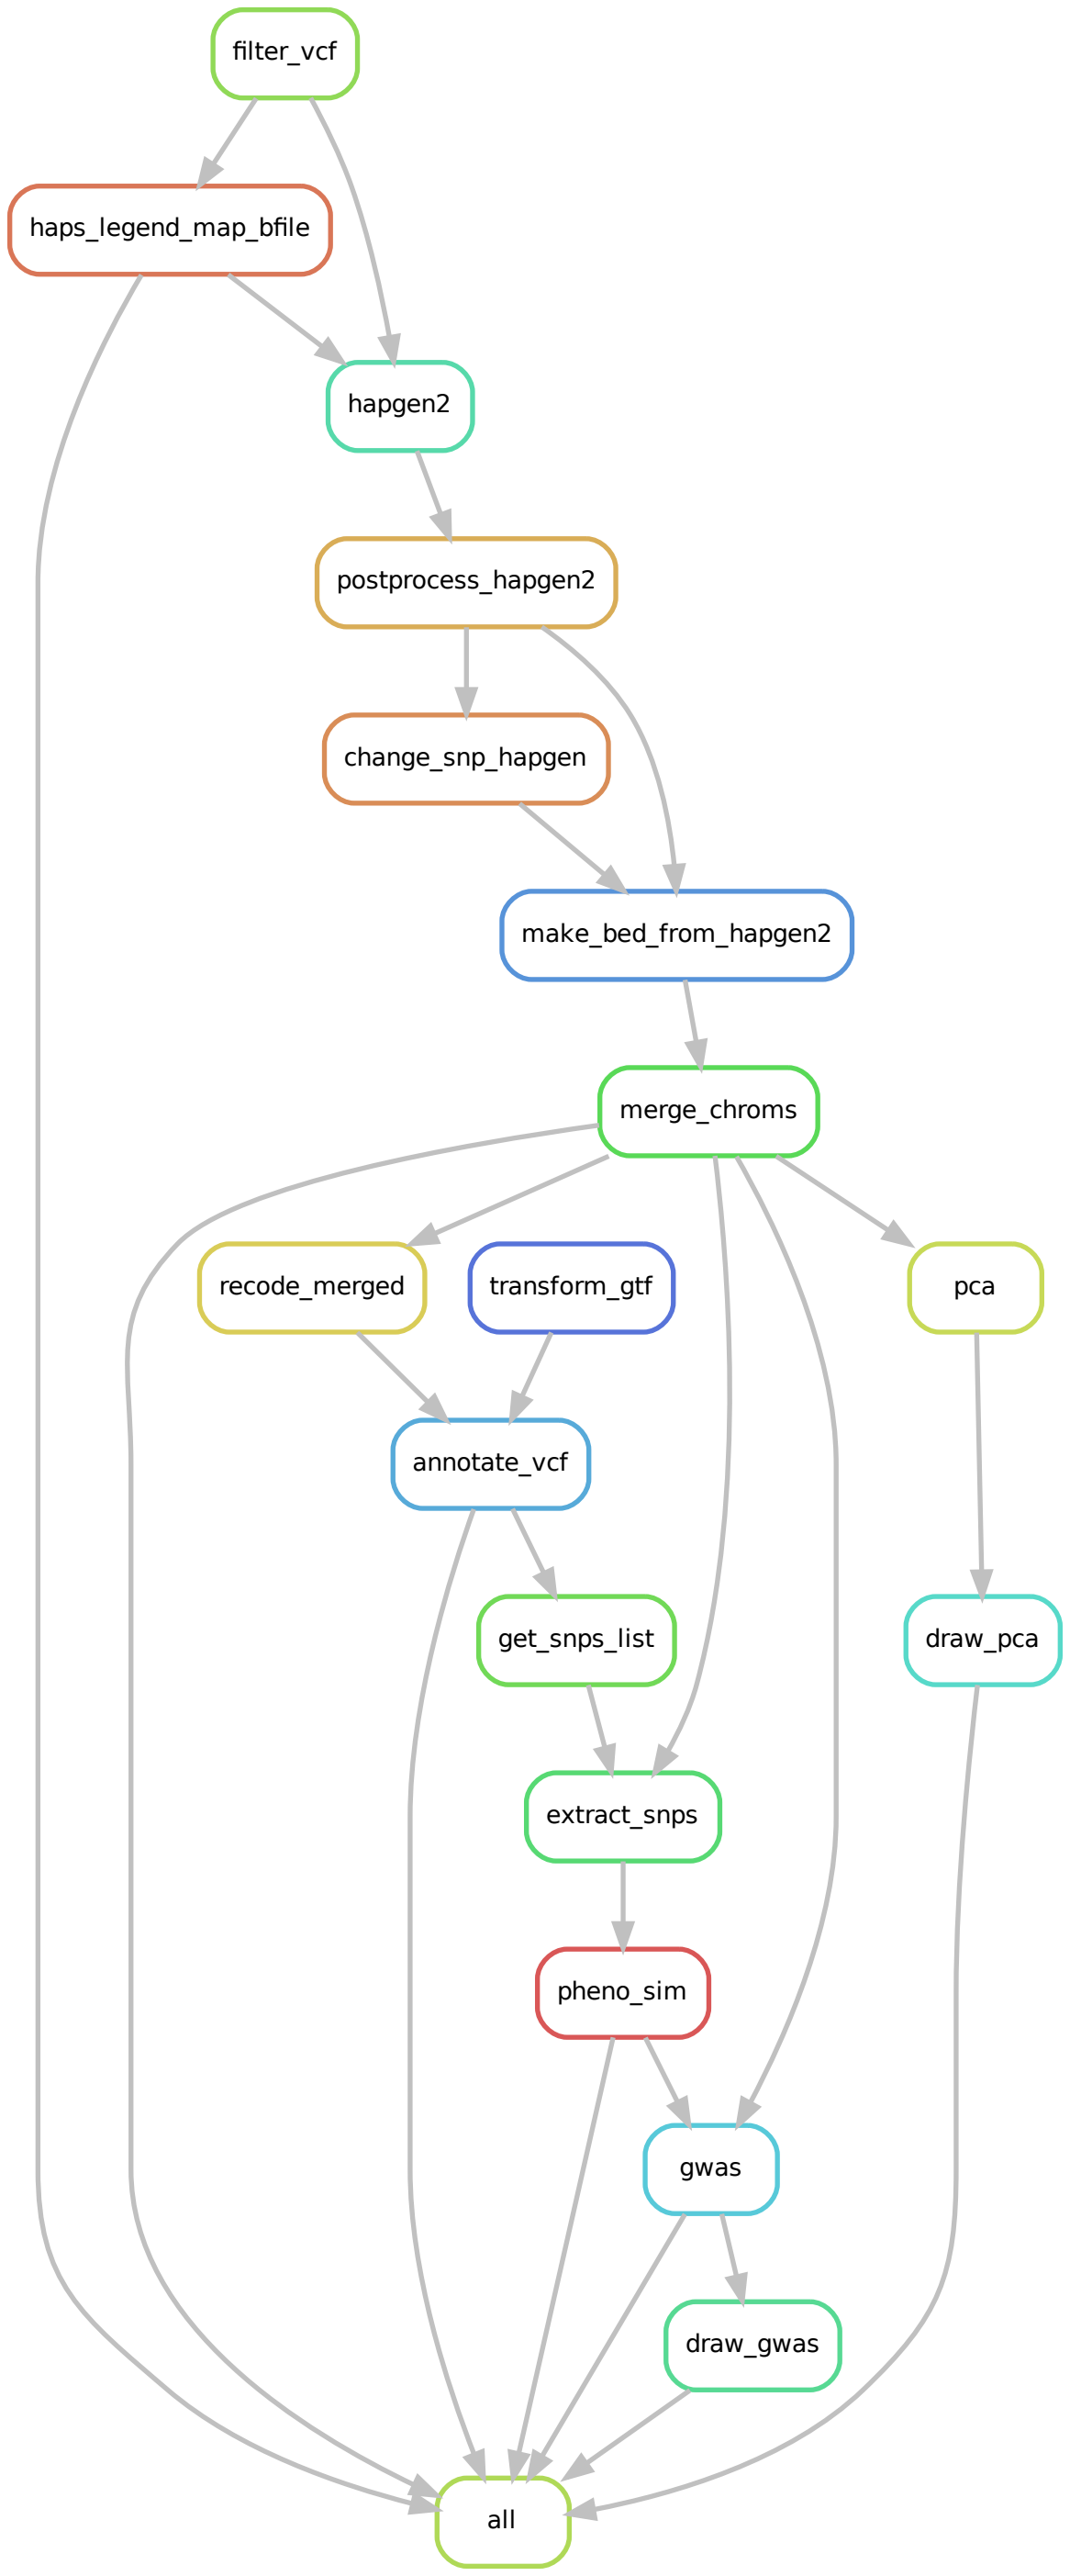 filter_vcf
haps_legend_map_bfile
hapgen2
postprocess_hapgen2
change_snp_hapgen
make_bed_from_hapgen2
merge_chroms
recode_merged
transform_gtf
pca
annotate_vcf
get_snps_list
draw_pca
extract_snps
pheno_sim
gwas
draw_gwas
all